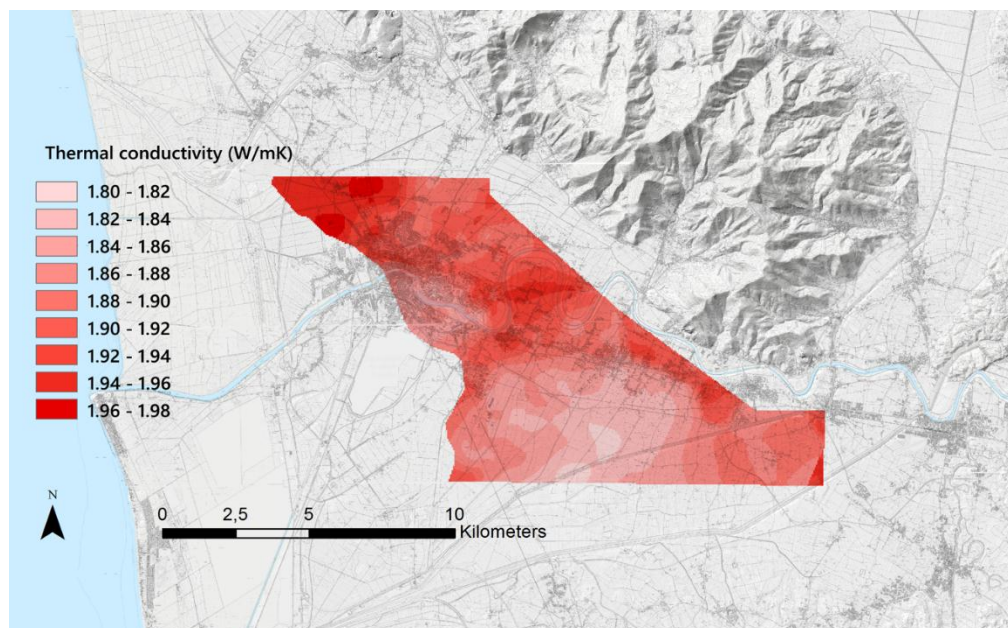 Thermal conductivity (W/mK)
1.80 - 1.82
1.82 - 1.84
1.84 - 1.86
1.86 - 1.88
1.88 - 1.90
1.90 - 1.92
1.92 - 1.94
1.94 - 1.96
1.96 - 1.98
N
0 2,5 5 10
Kilometers